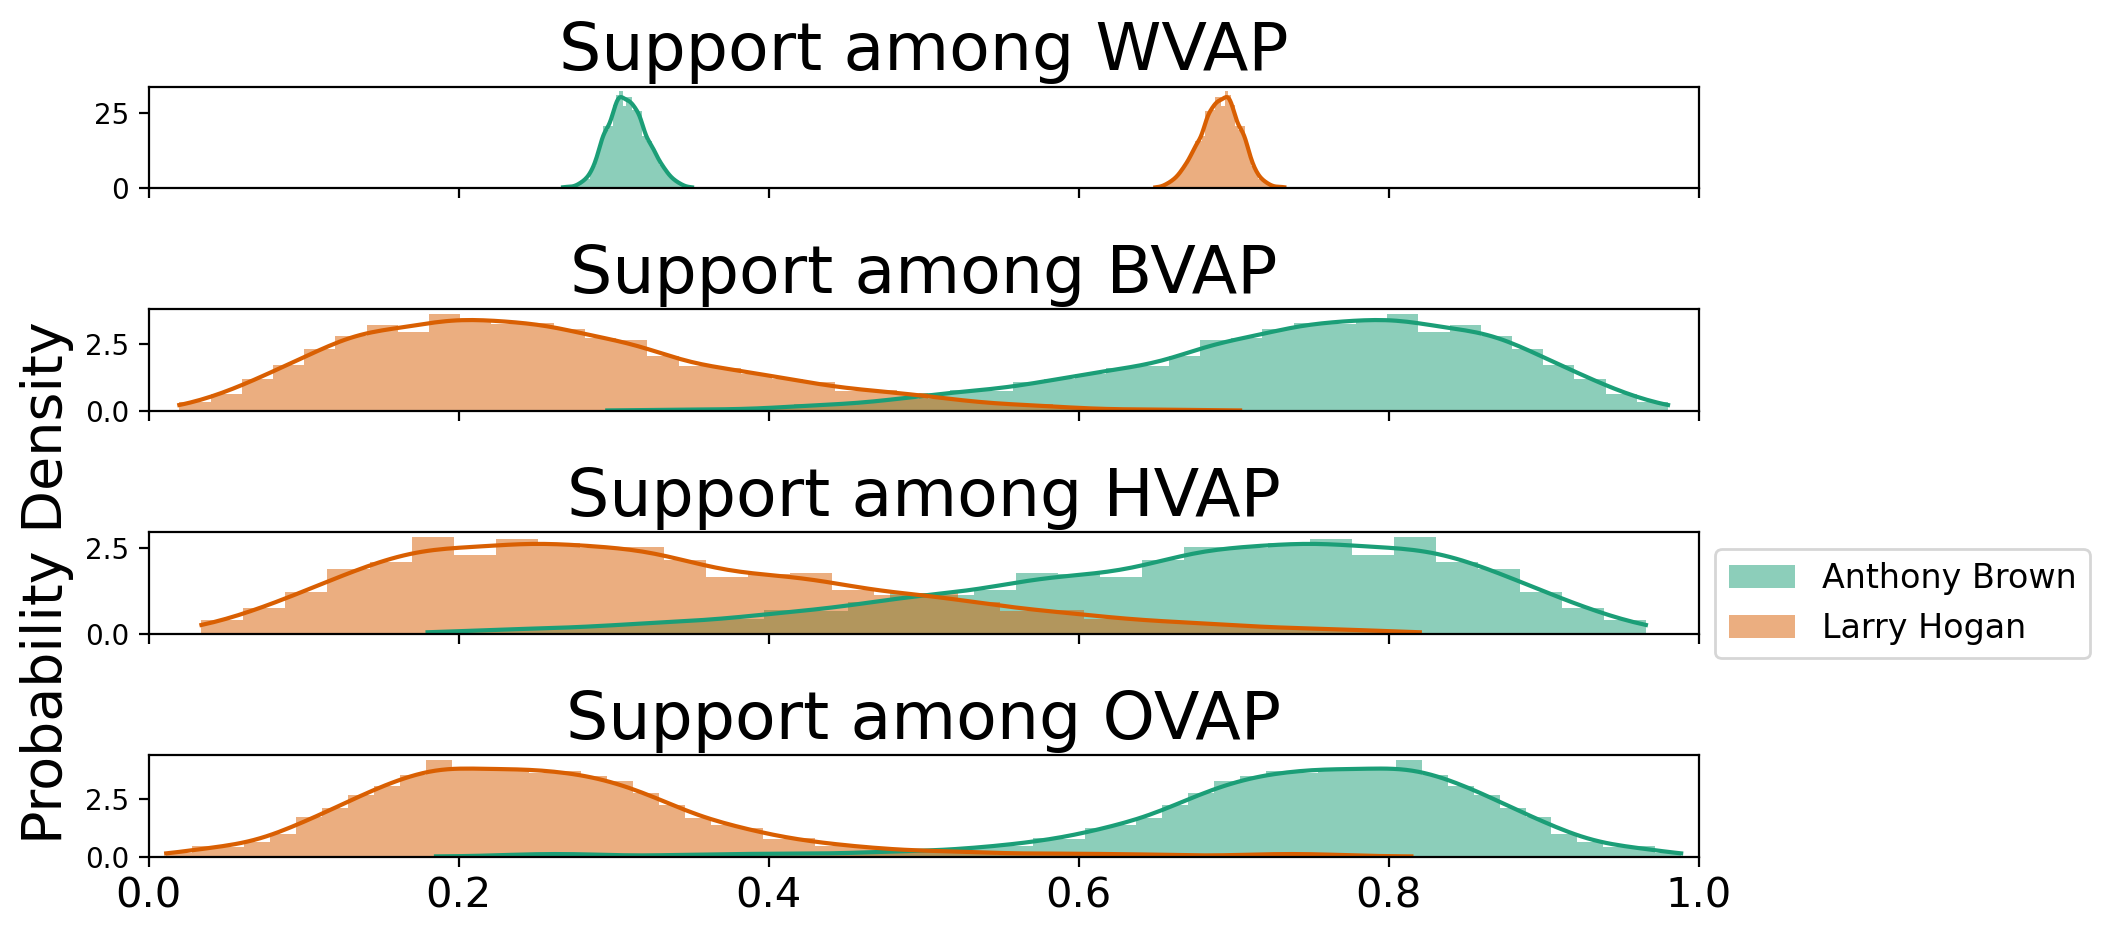 Support among WVAP
25
0
Support among BVAP
2.5
0.0
Support among HVAP
2.5
0.0
Support among OVAP
2.5
0.0
0.0 0.2 0.4 0.6 0.8 1.0
Probability Density
Anthony Brown
Larry Hogan